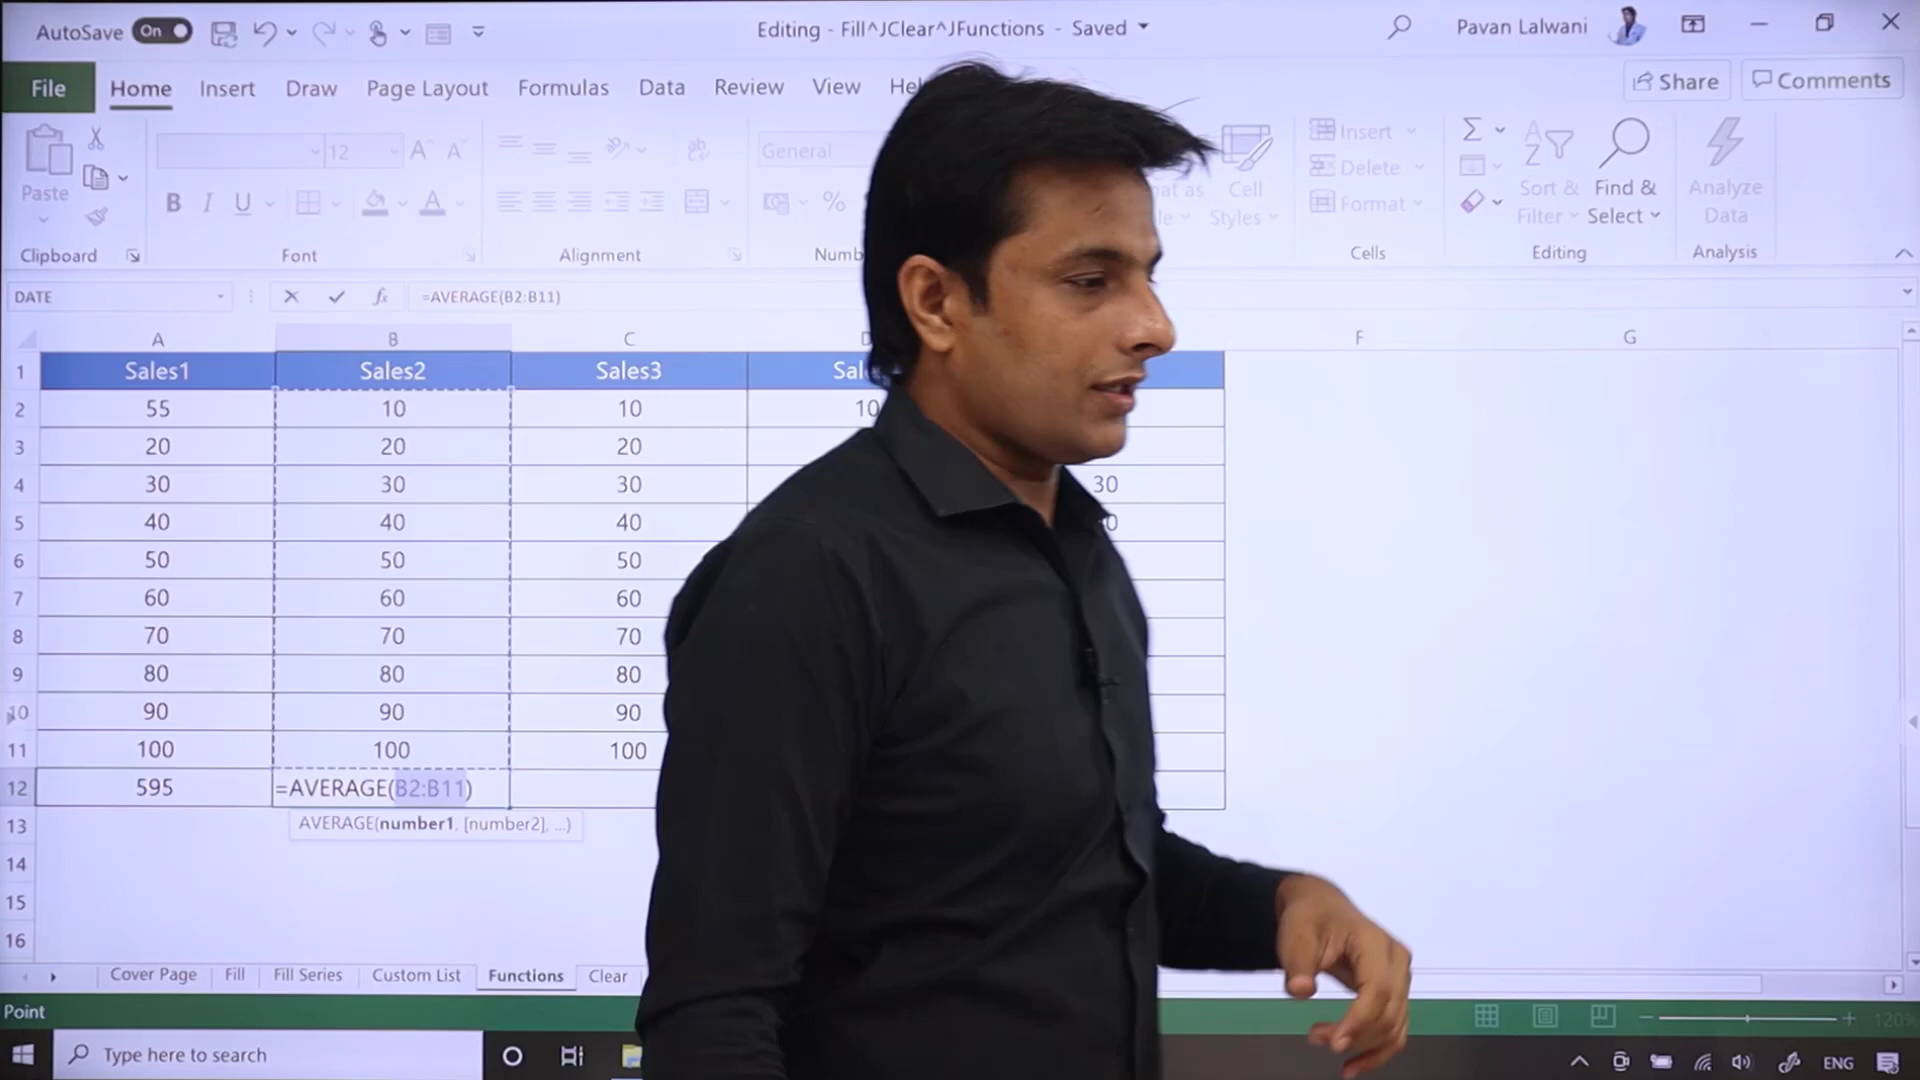 AutoSave On
Editing - Fill^JClear^JFunctions - Saved
Pavan Lalwani
File Home Insert Draw Page Layout Formulas Data Review View
Share Comments
Paste
12
General
Insert
Delete
Format
Cell
Styles
Sort &
Filter
Find &
Select
Analyze
Data
Clipboard
Font
Alignment
Cells
Editing
Analysis
DATE
=AVERAGE(B2:B11)
A B C F G
1 Sales1 Sales2 Sales3
2 55 10 10 10
3 20 20 20
4 30 30 30 30
5 40 40 40
6 50 50 50
7 60 60 60
8 70 70 70
9 80 80 80
10 90 90 90
11 100 100 100
12 595 =AVERAGE(B2:B11)
13 AVERAGE(number1, [number2], ...)
14
15
16
Cover Page Fill Fill Series Custom List Functions Clear
Point
120%
Type here to search
ENG